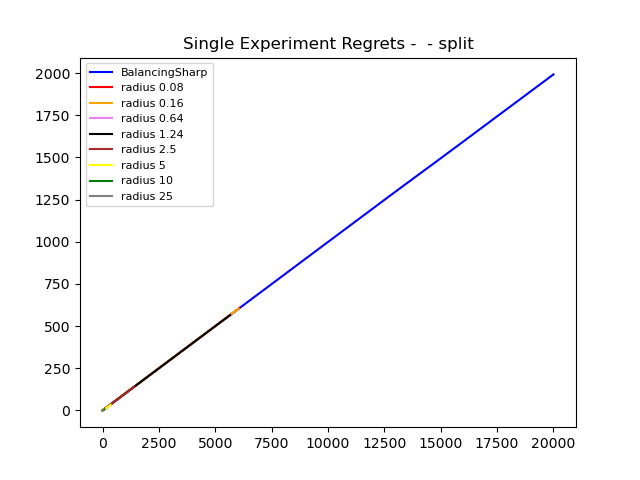 Single Experiment Regrets -  - split
BalancingSharp
radius 0.08
radius 0.16
radius 0.64
radius 1.24
radius 2.5
radius 5
radius 10
radius 25
2000
1750
1500
1250
1000
750
500
250
0
0 2500 5000 7500 10000 12500 15000 17500 20000